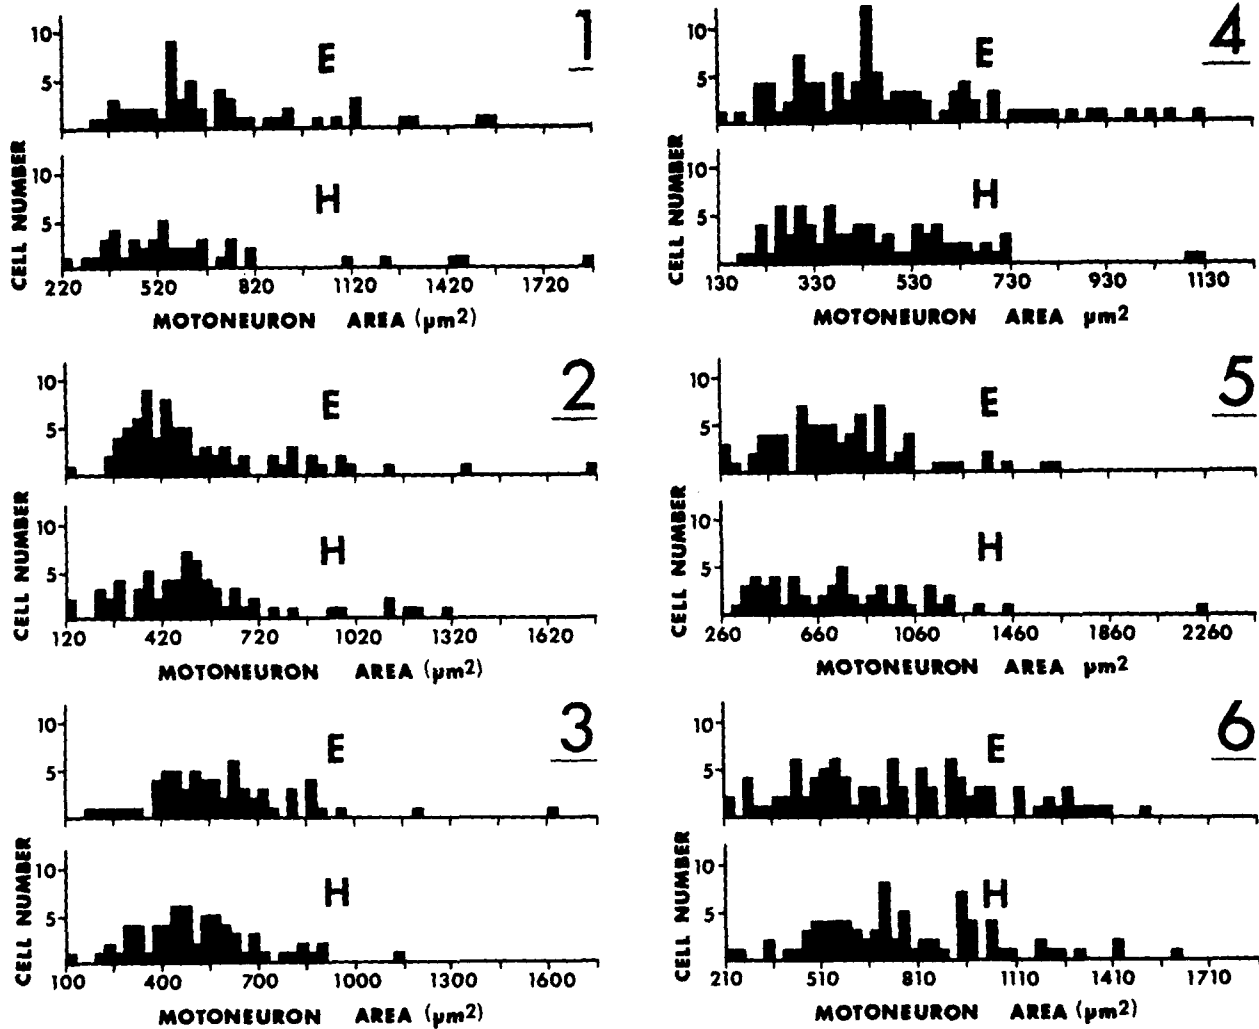 1
E
10
5
CELL NUMBER
H
10
5
220 520 820 1120 1420 1720
MOTONEURON AREA (μm2)
2
E
10
5
CELL NUMBER
H
10
5
120 420 720 1020 1320 1620
MOTONEURON AREA (μm2)
3
E
10
5
CELL NUMBER
H
10
5
100 400 700 1000 1300 1600
MOTONEURON AREA (μm2)
4
E
10
5
CELL NUMBER
H
10
5
130 330 530 730 930 1130
MOTONEURON AREA μm2
5
E
10
5
CELL NUMBER
H
10
5
260 660 1060 1460 1860 2260
MOTONEURON AREA μm2
6
E
10
5
CELL NUMBER
H
10
5
210 510 810 1110 1410 1710
MOTONEURON AREA (μm2)